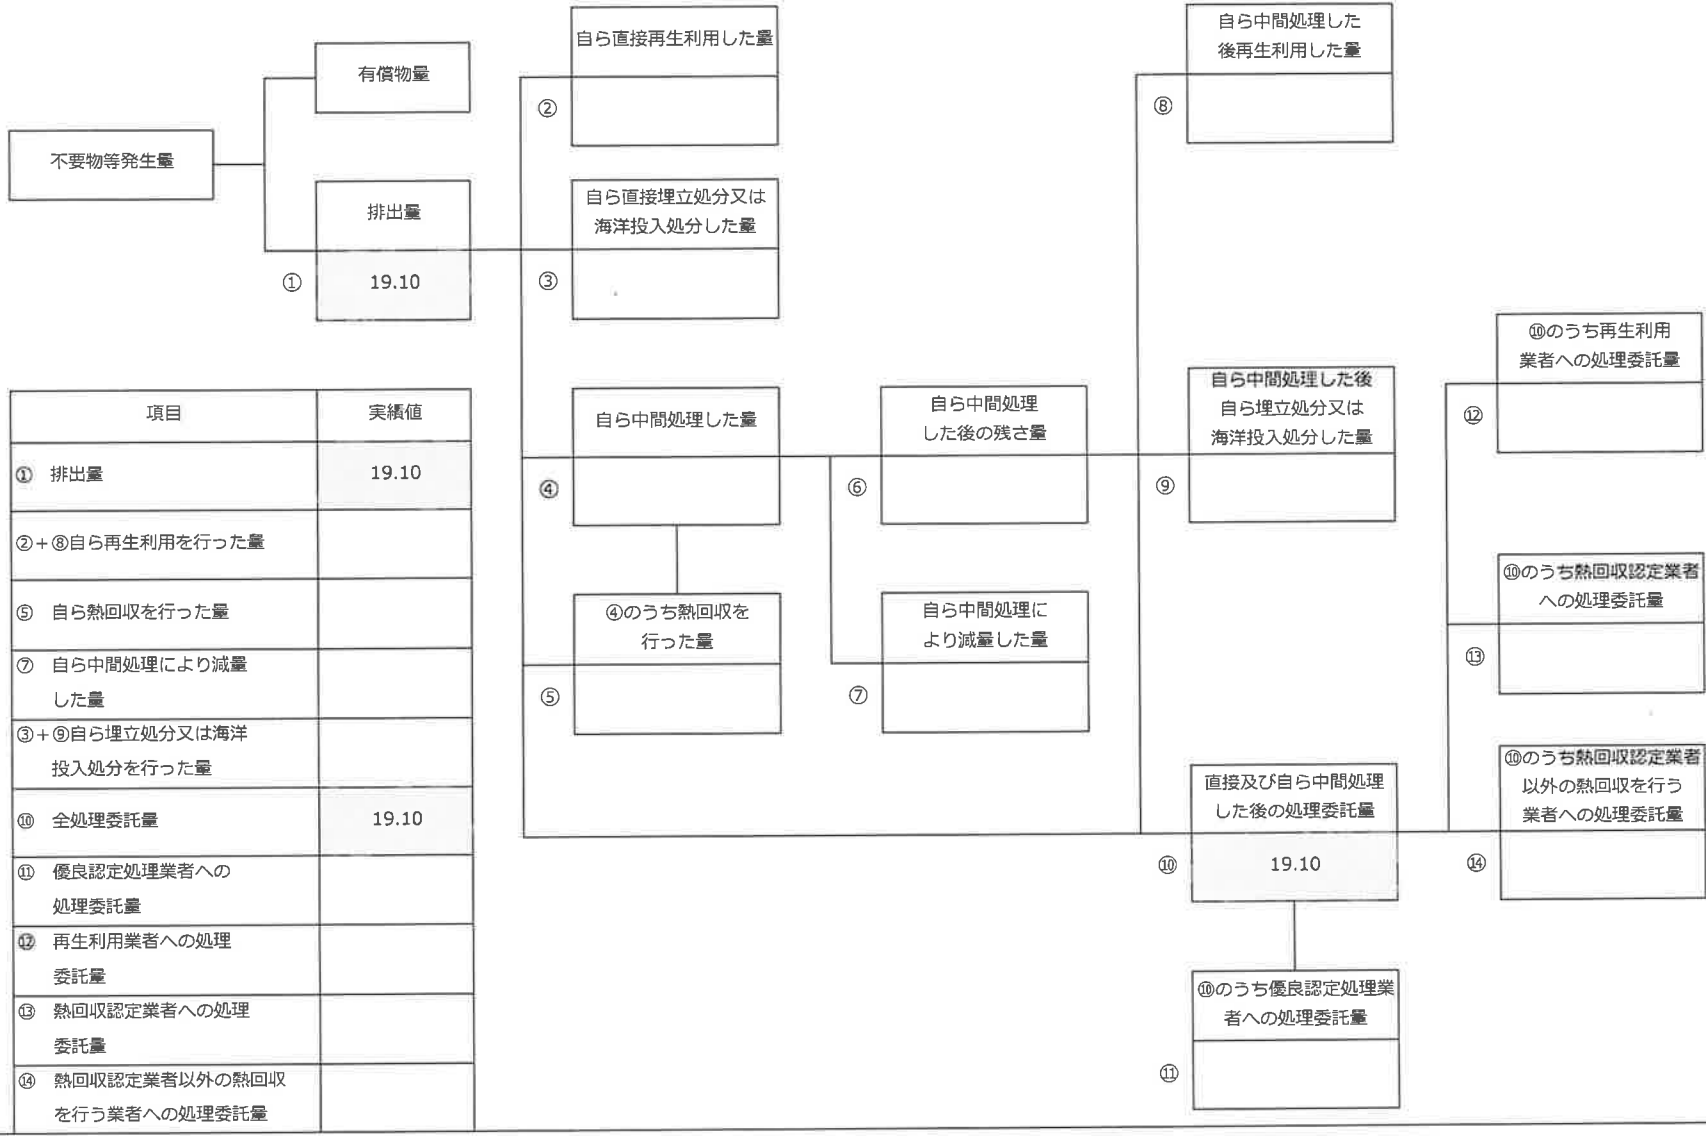 不要物等発生量
有償物量
排出量
①
19.10
自ら直接再生利用した量
②
自ら直接埋立処分又は
海洋投入処分した量
③
自ら中間処理した量
④
④のうち熱回収を
行った量
⑤
自ら中間処理
した後の残さ量
⑥
自ら中間処理に
より減量した量
⑦
自ら中間処理した
後再生利用した量
⑧
自ら中間処理した後
自ら埋立処分又は
海洋投入処分した量
⑨
直接及び自ら中間処理
した後の処理委託量
⑩
19.10
⑩のうち優良認定処理業
者への処理委託量
⑪
⑩のうち再生利用
業者への処理委託量
⑫
⑩のうち熱回収認定業者
への処理委託量
⑬
⑩のうち熱回収認定業者
以外の熱回収を行う
業者への処理委託量
⑭
項目 実績値
① 排出量 19.10
②+⑧自ら再生利用を行った量
⑤ 自ら熱回収を行った量
⑦ 自ら中間処理により減量
した量
③+⑨自ら埋立処分又は海洋
投入処分を行った量
⑩ 全処理委託量 19.10
⑪ 優良認定処理業者への
処理委託量
⑫ 再生利用業者への処理
委託量
⑬ 熱回収認定業者への処理
委託量
⑭ 熱回収認定業者以外の熱回収
を行う業者への処理委託量